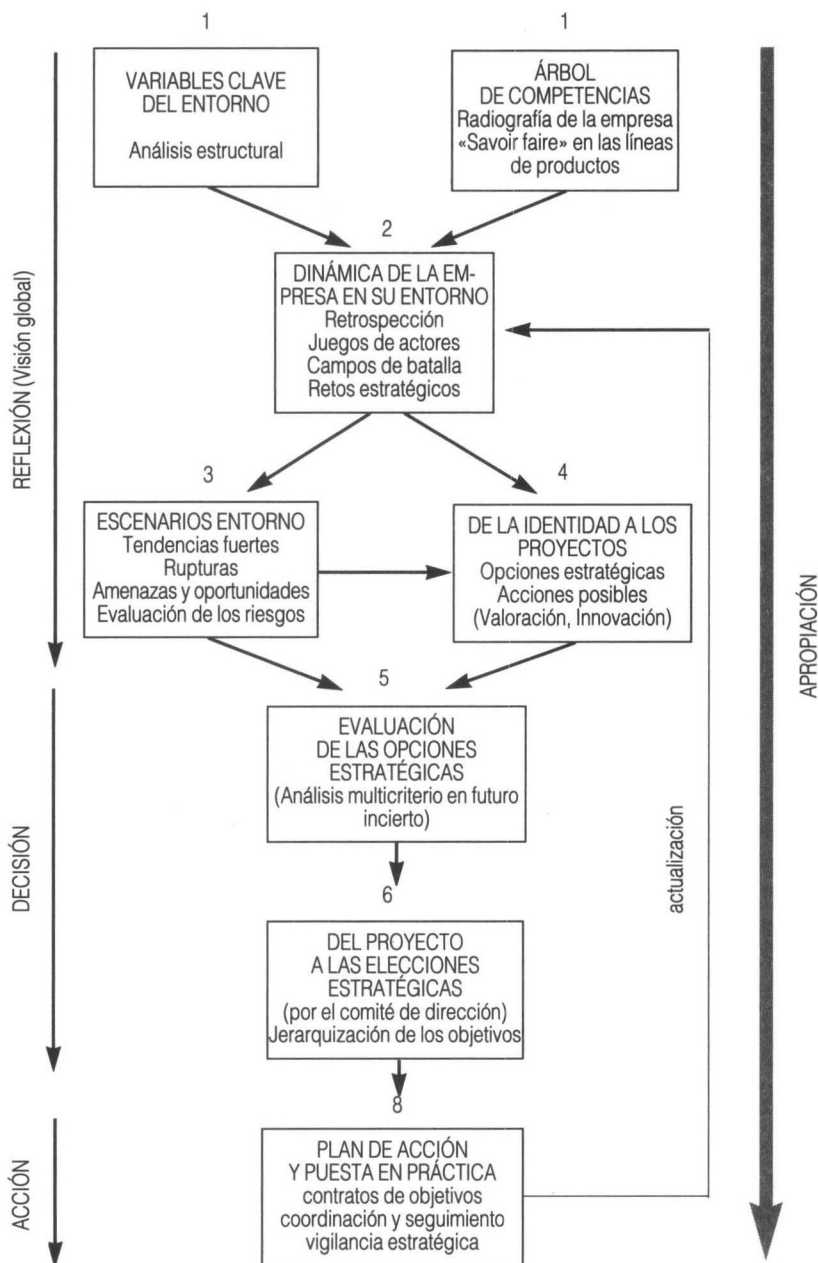 1
1
VARIABLES CLAVE
DEL ENTORNO
Análisis estructural
ÁRBOL
DE COMPETENCIAS
Radiografía de la empresa
«Savoir faire» en las líneas
de productos
2
DINÁMICA DE LA EM-
PRESA EN SU ENTORNO
Retrospección
Juegos de actores
Campos de batalla
Retos estratégicos
REFLEXIÓN (Visión global)
3
4
ESCENARIOS ENTORNO
Tendencias fuertes
Rupturas
Amenazas y oportunidades
Evaluación de los riesgos
DE LA IDENTIDAD A LOS
PROYECTOS
Opciones estratégicas
Acciones posibles
(Valoración, Innovación)
APROPIACIÓN
5
EVALUACIÓN
DE LAS OPCIONES
ESTRATÉGICAS
(Análisis multicriterio en futuro
incierto)
DECISIÓN
actualización
6
DEL PROYECTO
A LAS ELECCIONES
ESTRATÉGICAS
(por el comité de dirección)
Jerarquización de los objetivos
8
PLAN DE ACCIÓN
Y PUESTA EN PRÁCTICA
contratos de objetivos
coordinación y seguimiento
vigilancia estratégica
ACCIÓN